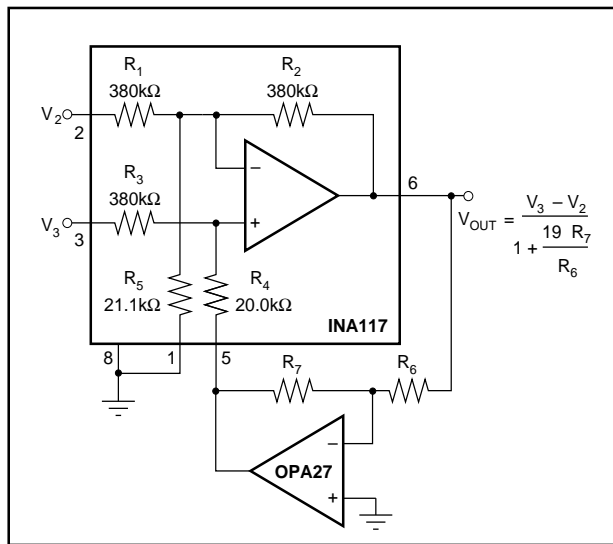 R1
380kΩ
R2
380kΩ
V2
2
−
6
R3
380kΩ
+
V3
3
VOUT = V3 – V2
1 + 19 R7
R6
R5
21.1kΩ
R4
20.0kΩ
INA117
8
1
5
R7
R6
−
OPA27
+